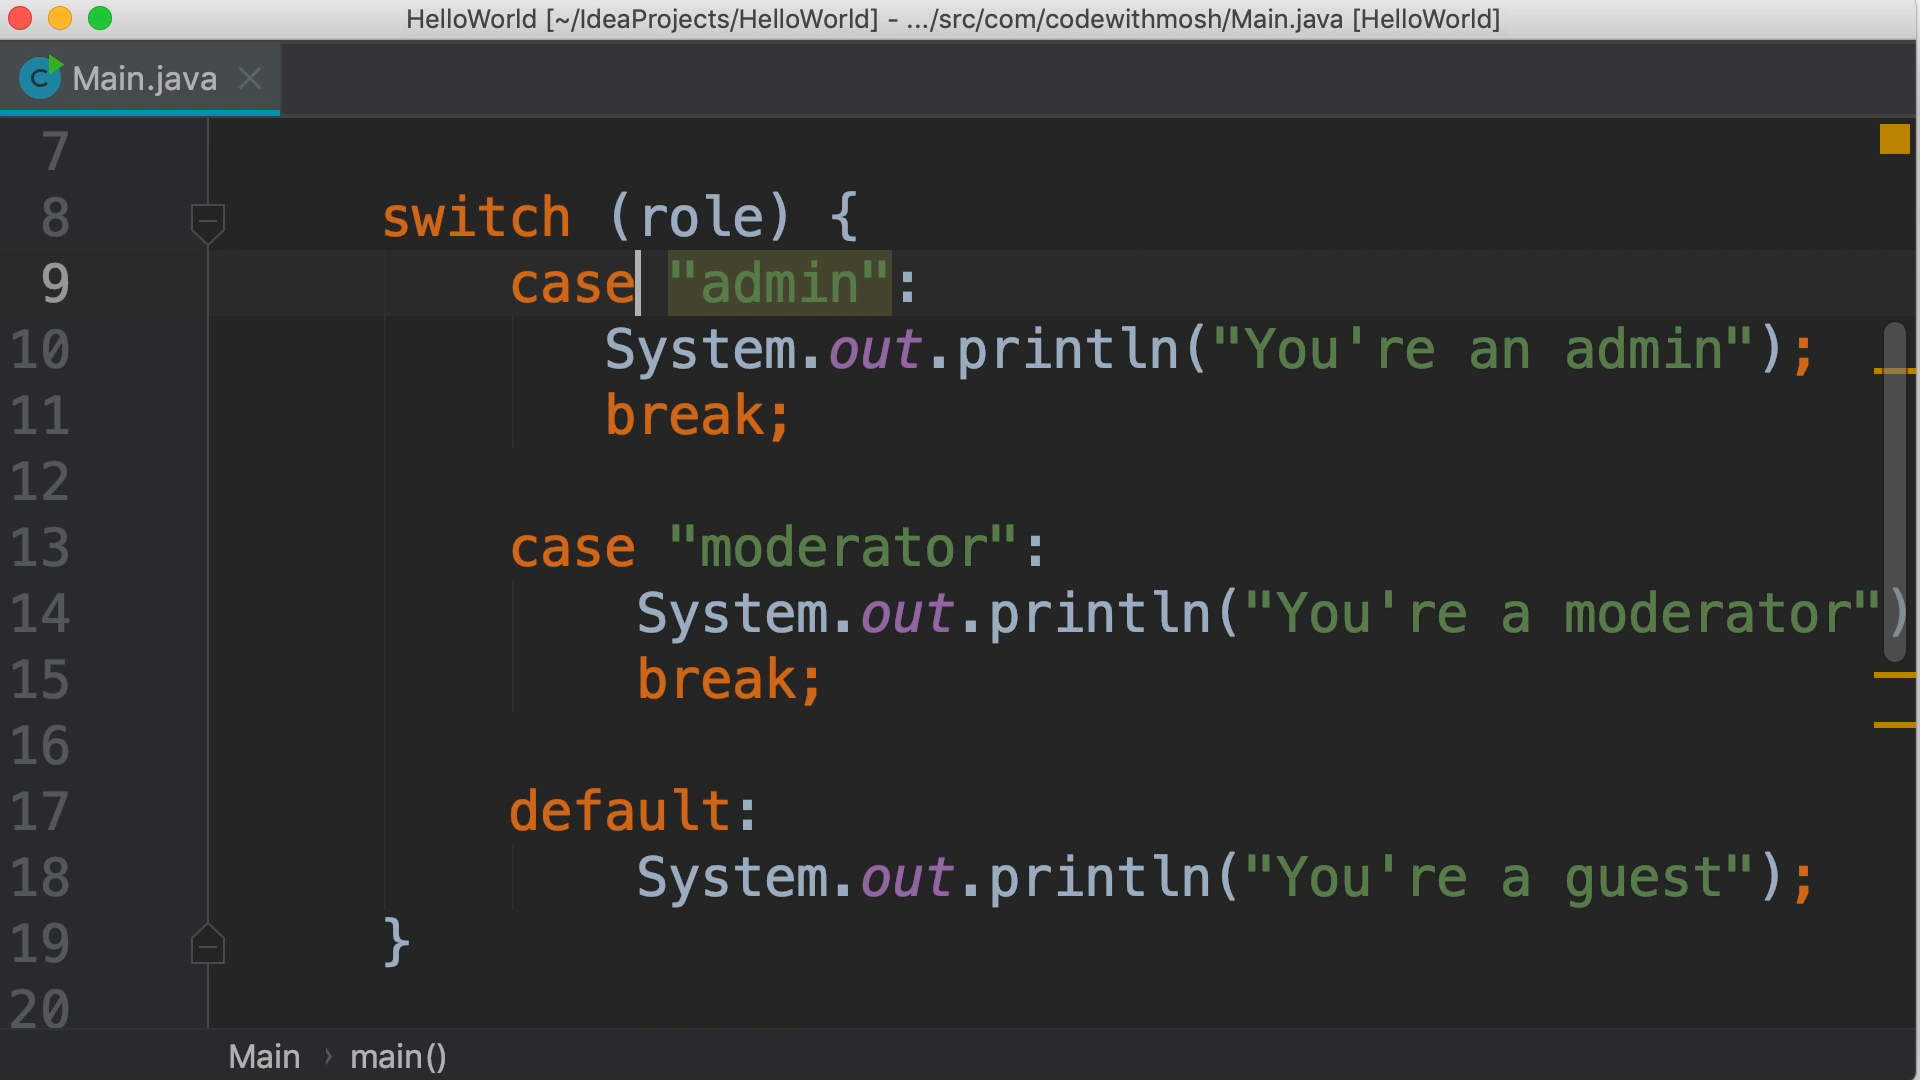 HelloWorld [~/IdeaProjects/HelloWorld] - .../src/com/codewithmosh/Main.java [HelloWorld]
C Main.java
7
8 switch (role) {
9 case "admin":
10 System.out.println("You're an admin");
11 break;
12
13 case "moderator":
14 System.out.println("You're a moderator")
15 break;
16
17 default:
18 System.out.println("You're a guest");
19 }
20
Main › main()